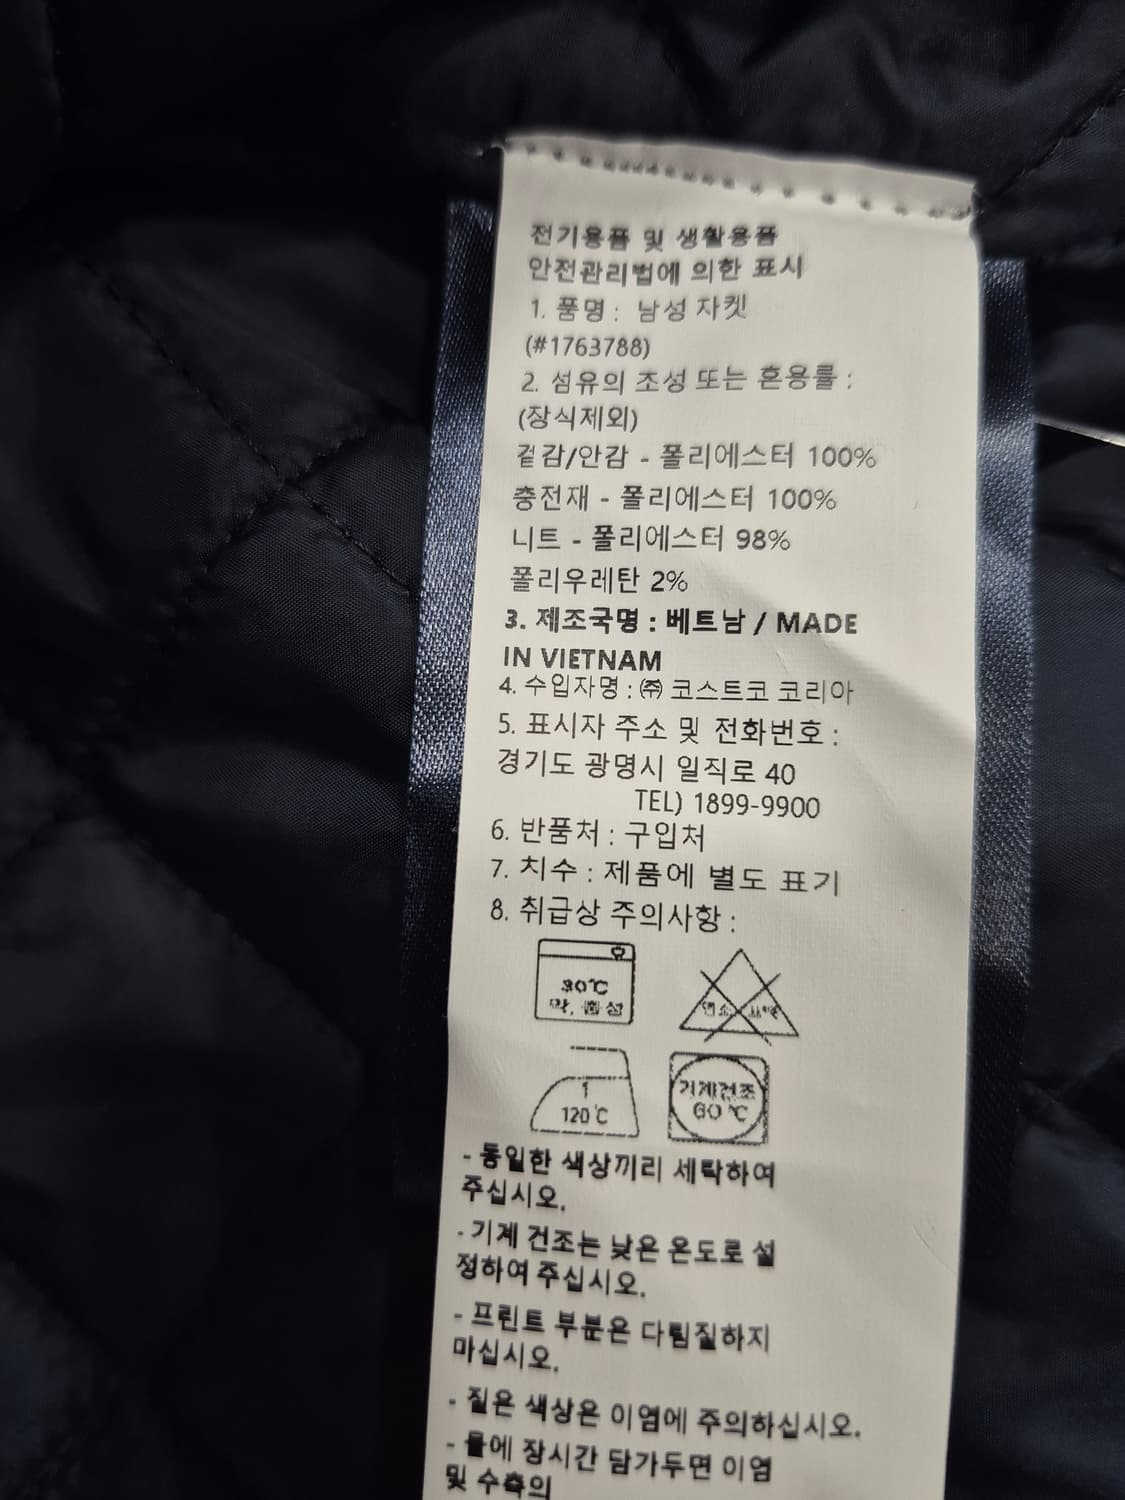 전기용품 및 생활용품
안전관리법에 의한 표시
1. 품명 : 남성 자켓
(#1763788)
2. 섬유의 조성 또는 혼용률 :
(장식제외)
겉감/안감 - 폴리에스터 100%
충전재 - 폴리에스터 100%
니트 - 폴리에스터 98%
폴리우레탄 2%
3. 제조국명 : 베트남 / MADE
IN VIETNAM
4. 수입자명 : ㈜ 코스트코 코리아
5. 표시자 주소 및 전화번호 :
경기도 광명시 일직로 40
TEL) 1899-9900
6. 반품처 : 구입처
7. 치수 : 제품에 별도 표기
8. 취급상 주의사항 :
30℃
약. 중성
염소 표백
1
120℃
기계건조
60℃
- 동일한 색상끼리 세탁하여
주십시오.
- 기계 건조는 낮은 온도로 설
정하여 주십시오.
- 프린트 부분은 다림질하지
마십시오.
- 짙은 색상은 이염에 주의하십시오.
- 물에 장시간 담가두면 이염
및 수축의